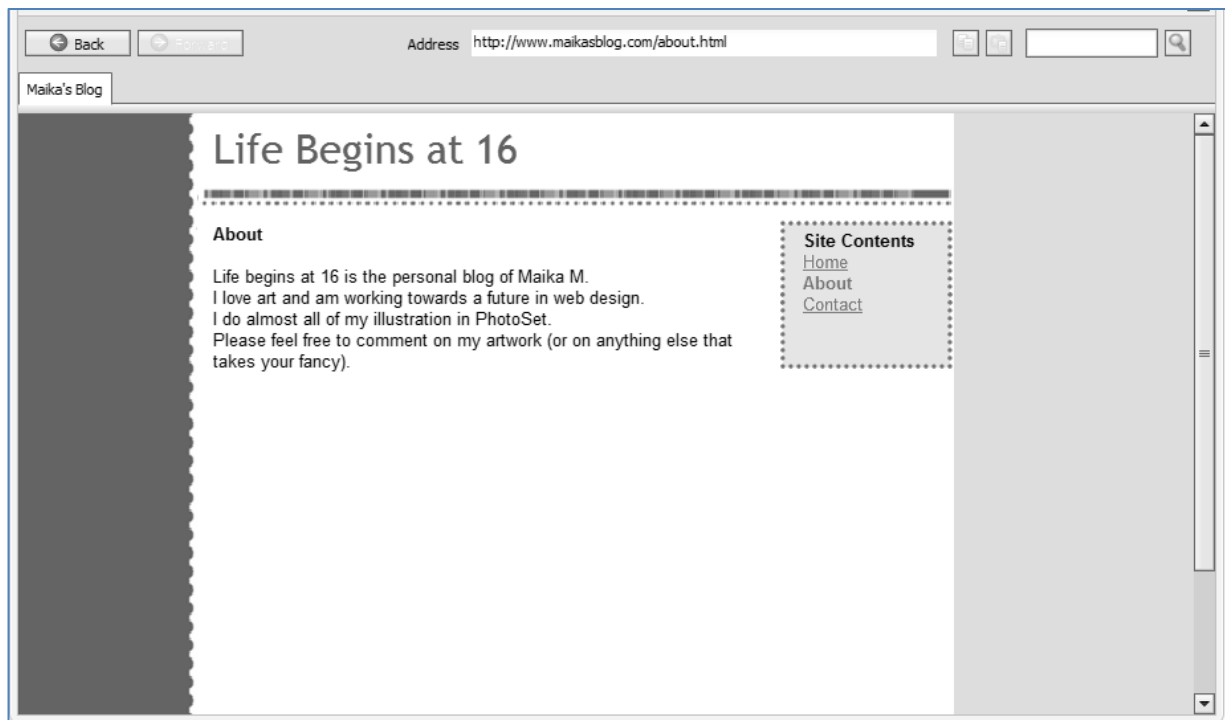 Back
Forward
Address
http://www.maikasblog.com/about.html
Maika's Blog
Life Begins at 16
About
Life begins at 16 is the personal blog of Maika M.
I love art and am working towards a future in web design.
I do almost all of my illustration in PhotoSet.
Please feel free to comment on my artwork (or on anything else that
takes your fancy).
Site Contents
Home
About
Contact